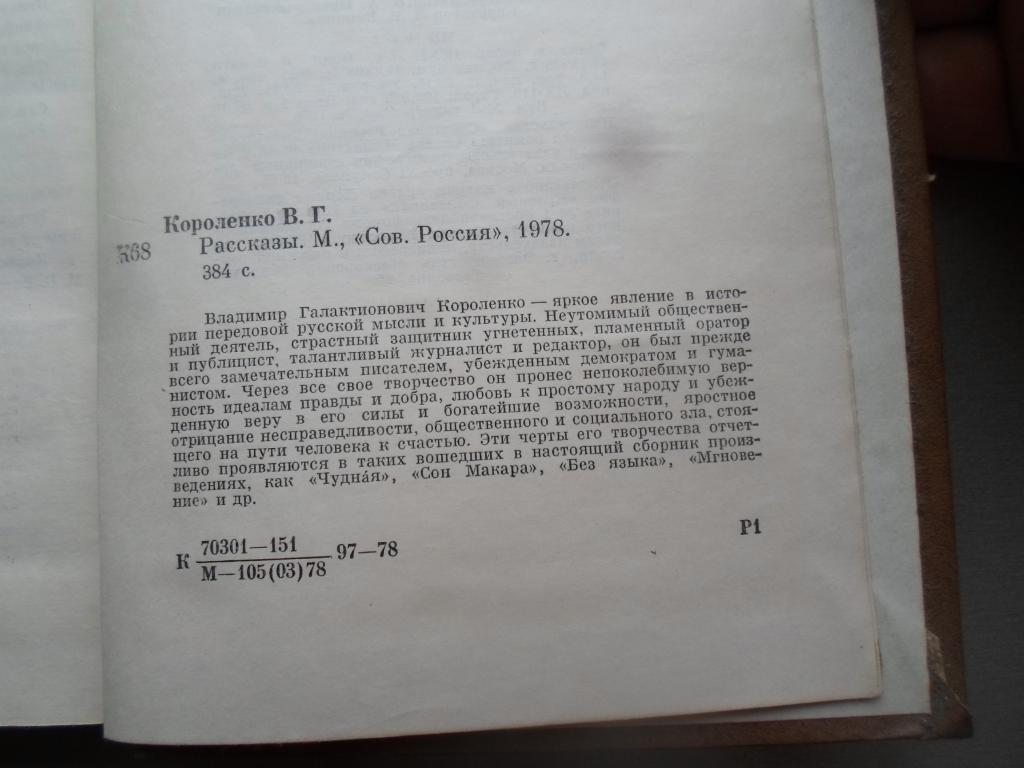 Короленко В. Г.
К68 Рассказы. М., «Сов. Россия», 1978.
384 с.
Владимир Галактионович Короленко — яркое явление в исто-
рии передовой русской мысли и культуры. Неутомимый обществен-
ный деятель, страстный защитник угнетенных, пламенный оратор
и публицист, талантливый журналист и редактор, он был прежде
всего замечательным писателем, убежденным демократом и гума-
нистом. Через все свое творчество он пронес непоколебимую вер-
ность идеалам правды и добра, любовь к простому народу и убеж-
денную веру в его силы и богатейшие возможности, яростное
отрицание несправедливости, общественного и социального зла, стоя-
щего на пути человека к счастью. Эти черты его творчества отчет-
ливо проявляются в таких вошедших в настоящий сборник произ-
ведениях, как «Чудна́я», «Сон Макара», «Без языка», «Мгнове-
ние» и др.
К 70301—151 97—78
М—105(03)78
Р1